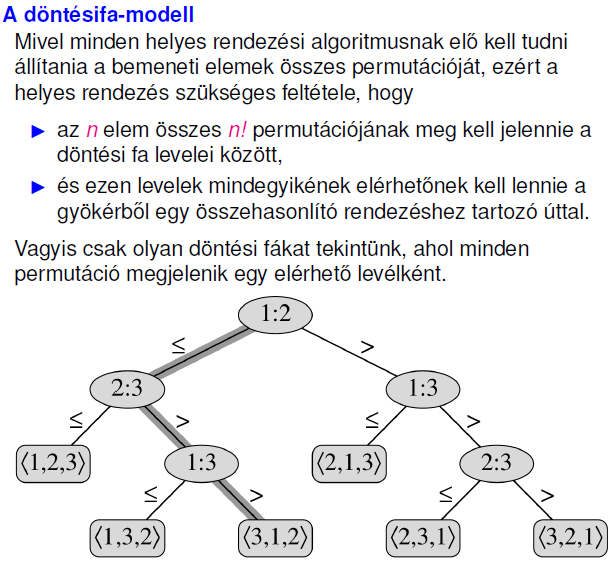 A döntésifa-modell
Mivel minden helyes rendezési algoritmusnak elő kell tudni
állítania a bemeneti elemek összes permutációját, ezért a
helyes rendezés szükséges feltétele, hogy
▶ az n elem összes n! permutációjának meg kell jelennie a
döntési fa levelei között,
▶ és ezen levelek mindegyikének elérhetőnek kell lennie a
gyökérből egy összehasonlító rendezéshez tartozó úttal.
Vagyis csak olyan döntési fákat tekintünk, ahol minden
permutáció megjelenik egy elérhető levélként.
1:2
≤ >
2:3 1:3
≤ > ≤ >
⟨1,2,3⟩ 1:3 ⟨2,1,3⟩ 2:3
≤ > ≤ >
⟨1,3,2⟩ ⟨3,1,2⟩ ⟨2,3,1⟩ ⟨3,2,1⟩